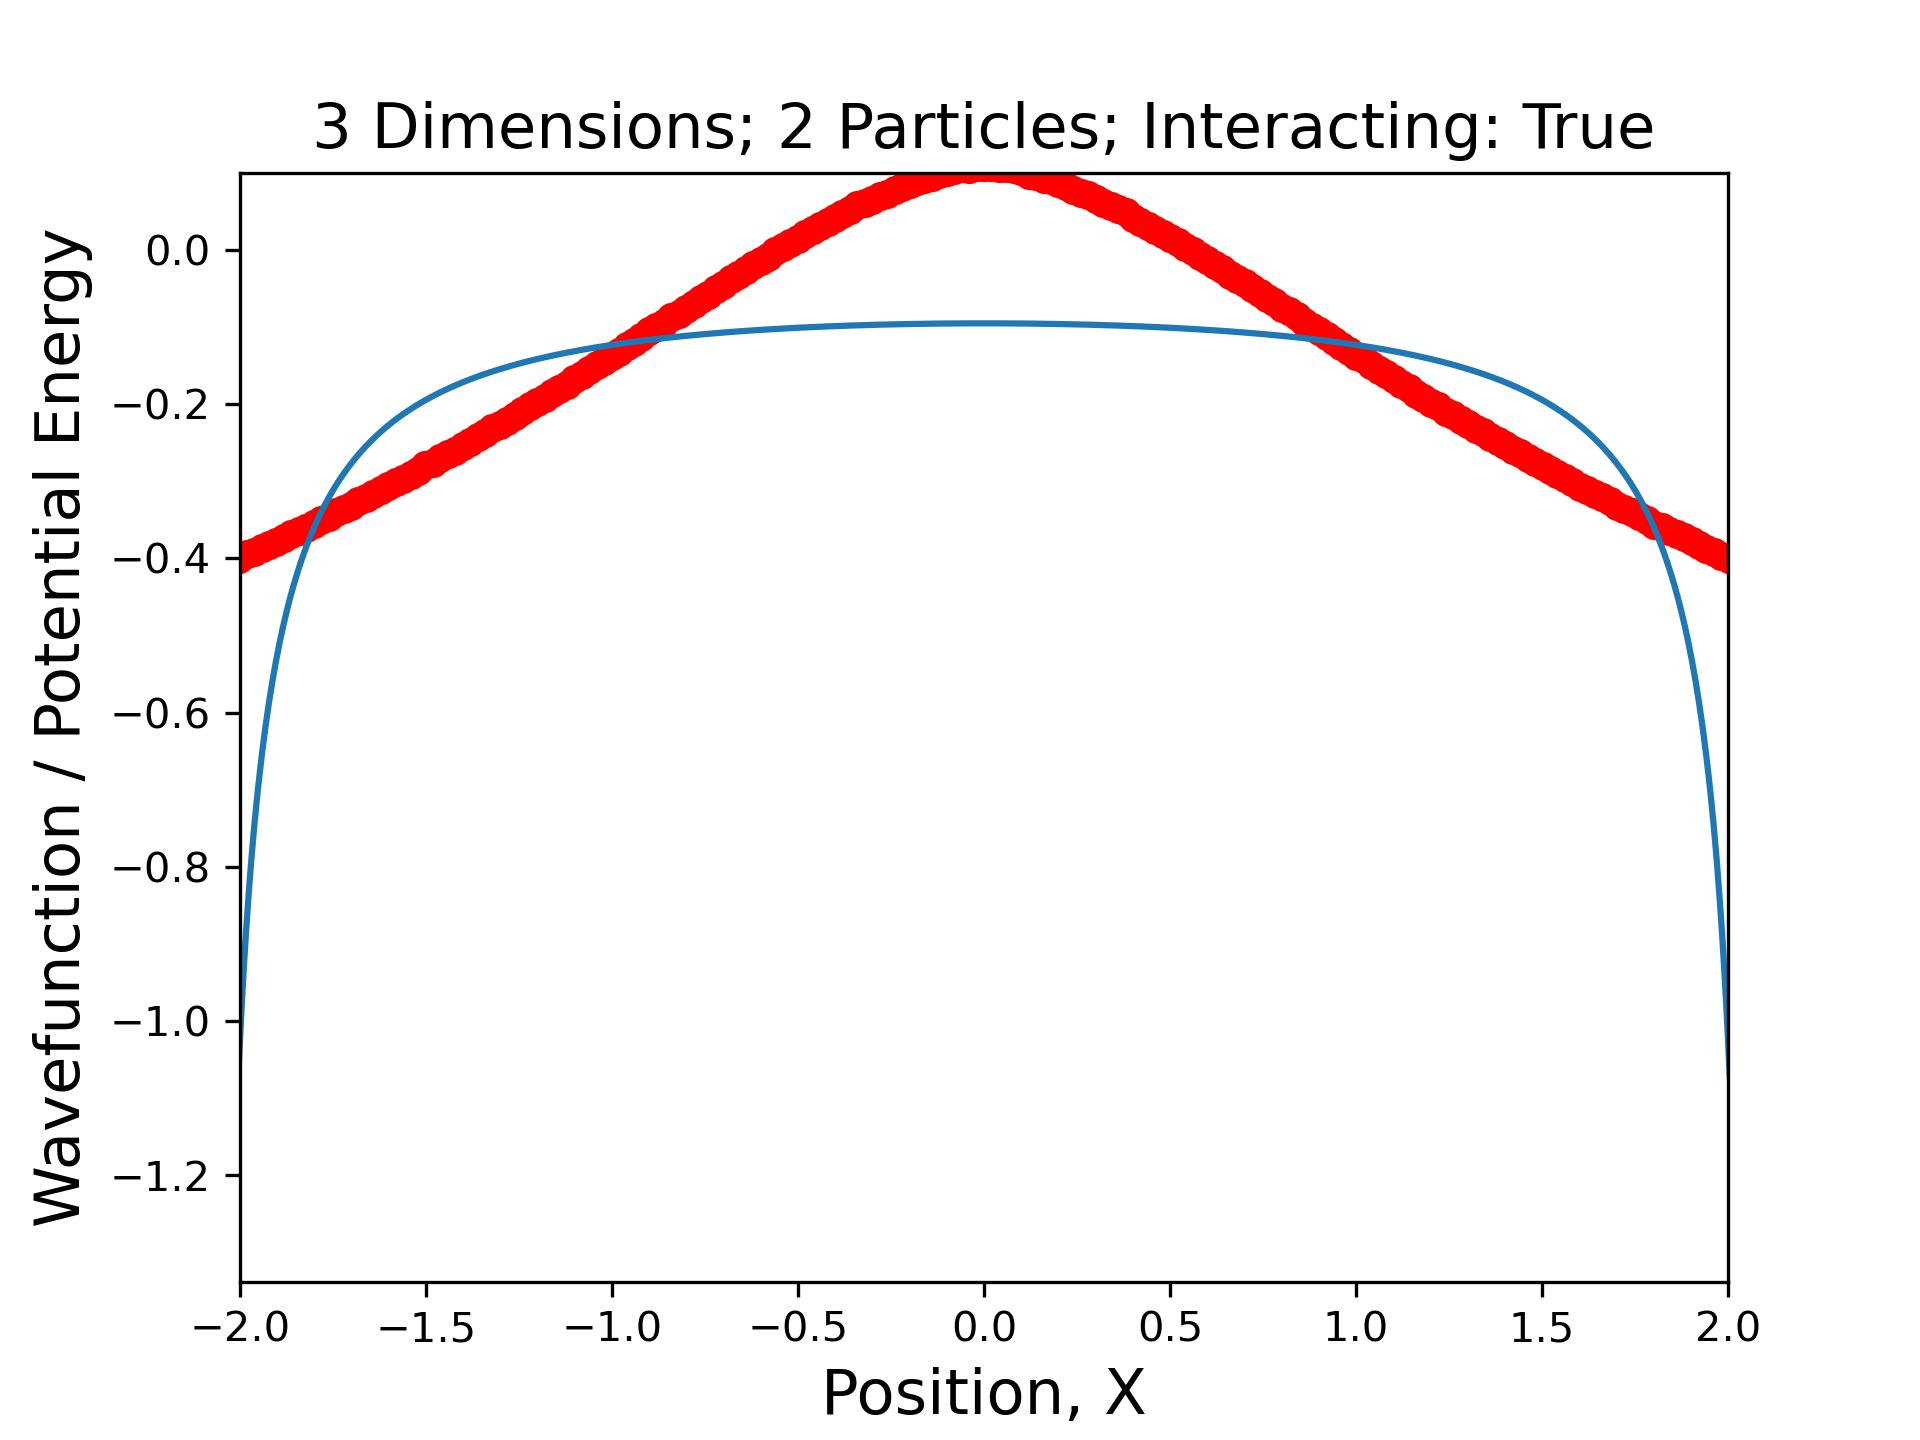 3 Dimensions; 2 Particles; Interacting: True
Wavefunction / Potential Energy
0.0
−0.2
−0.4
−0.6
−0.8
−1.0
−1.2
−2.0 −1.5 −1.0 −0.5 0.0 0.5 1.0 1.5 2.0
Position, X